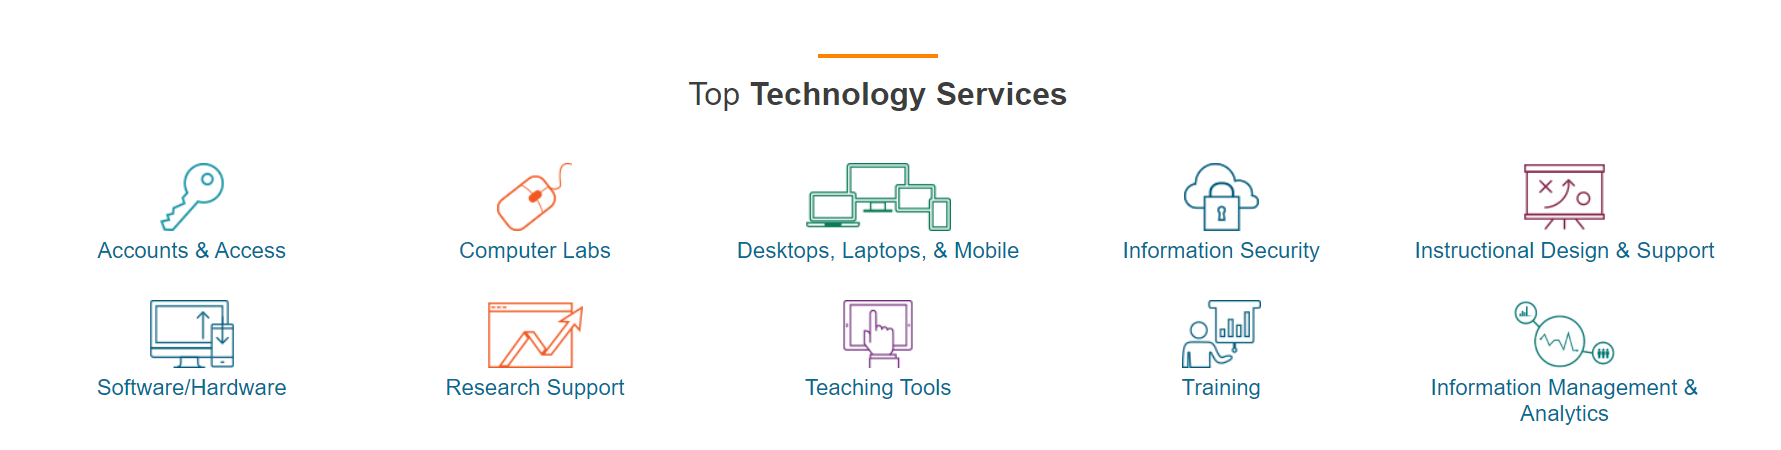 Top Technology Services
Accounts & Access
Computer Labs
Desktops, Laptops, & Mobile
Information Security
Instructional Design & Support
Software/Hardware
Research Support
Teaching Tools
Training
Information Management &
Analytics